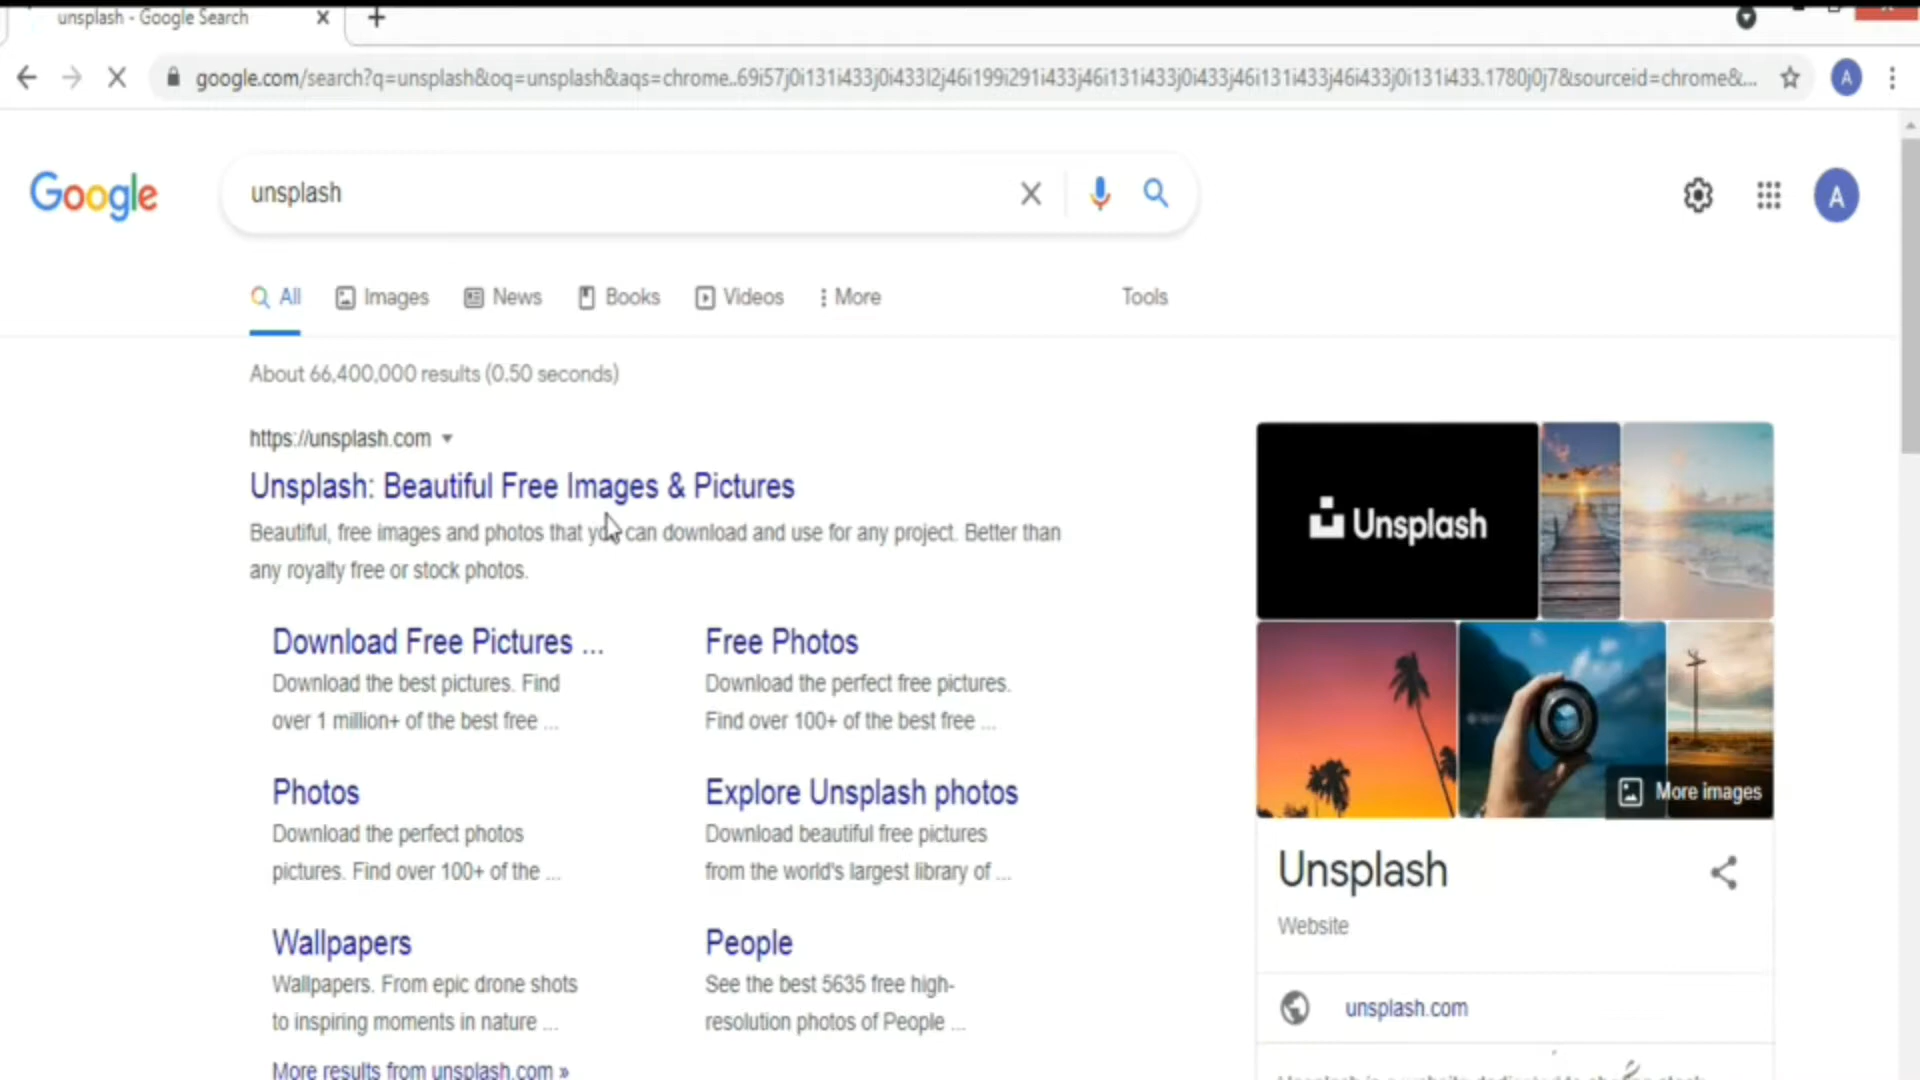 unsplash - Google Search
google.com/search?q=unsplash&oq=unsplash&aqs=chrome..69i57j0i131i433j0i433l2j46i199i291i433j46i131i433j0i433j46i131i433j46i433j0i131i433.1780j0j7&sourceid=chrome&...
A
Google
unsplash
A
All
Images
News
Books
Videos
More
Tools
About 66,400,000 results (0.50 seconds)
https://unsplash.com
Unsplash: Beautiful Free Images & Pictures
Beautiful, free images and photos that you can download and use for any project. Better than
any royalty free or stock photos.
Download Free Pictures ...
Download the best pictures. Find
over 1 million+ of the best free ...
Free Photos
Download the perfect free pictures.
Find over 100+ of the best free ...
Photos
Download the perfect photos
pictures. Find over 100+ of the ...
Explore Unsplash photos
Download beautiful free pictures
from the world's largest library of ...
Wallpapers
Wallpapers. From epic drone shots
to inspiring moments in nature ...
People
See the best 5635 free high-
resolution photos of People ...
More results from unsplash.com »
Unsplash
More images
Unsplash
Website
unsplash.com